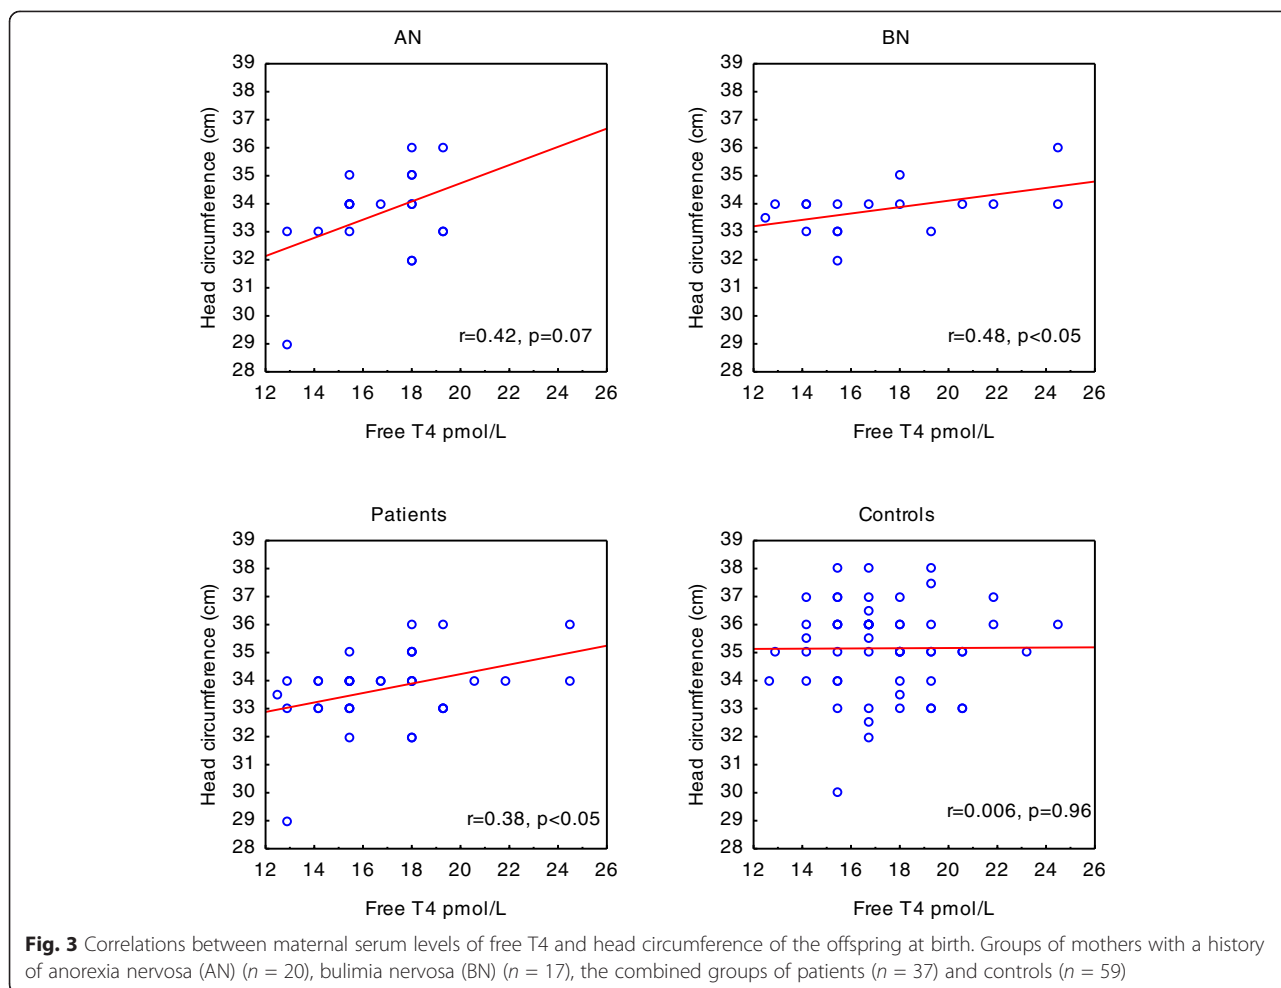 AN
39
38
37
36
35
34
33
32
31
30
29
28
Head circumference (cm)
r=0.42, p=0.07
12 14 16 18 20 22 24 26
Free T4 pmol/L
BN
39
38
37
36
35
34
33
32
31
30
29
28
Head circumference (cm)
r=0.48, p<0.05
12 14 16 18 20 22 24 26
Free T4 pmol/L
Patients
39
38
37
36
35
34
33
32
31
30
29
28
Head circumference (cm)
r=0.38, p<0.05
12 14 16 18 20 22 24 26
Free T4 pmol/L
Controls
39
38
37
36
35
34
33
32
31
30
29
28
Head circumference (cm)
r=0.006, p=0.96
12 14 16 18 20 22 24 26
Free T4 pmol/L
Fig. 3 Correlations between maternal serum levels of free T4 and head circumference of the offspring at birth. Groups of mothers with a history
of anorexia nervosa (AN) (n = 20), bulimia nervosa (BN) (n = 17), the combined groups of patients (n = 37) and controls (n = 59)